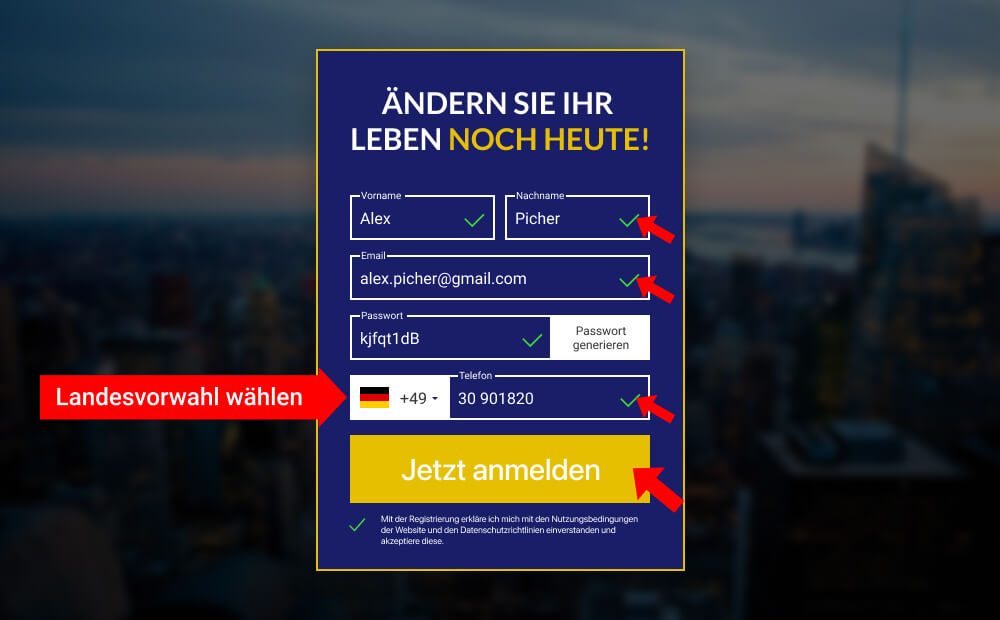 ÄNDERN SIE IHR
LEBEN NOCH HEUTE!
Vorname
Nachname
Alex
Picher
Email
alex.picher@gmail.com
Passwort
kjfqt1dB
Passwort
generieren
Landesvorwahl wählen
+49
Telefon
30 901820
Jetzt anmelden
Mit der Registrierung erkläre ich mich mit den Nutzungsbedingungen
der Website und den Datenschutzrichtlinien einverstanden und
akzeptiere diese.